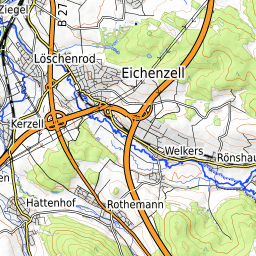 Ziegel
B 27
Löschenrod
Eichenzell
Kerzell
Welkers
Rönshau
en
Hattenhof
Rothemann